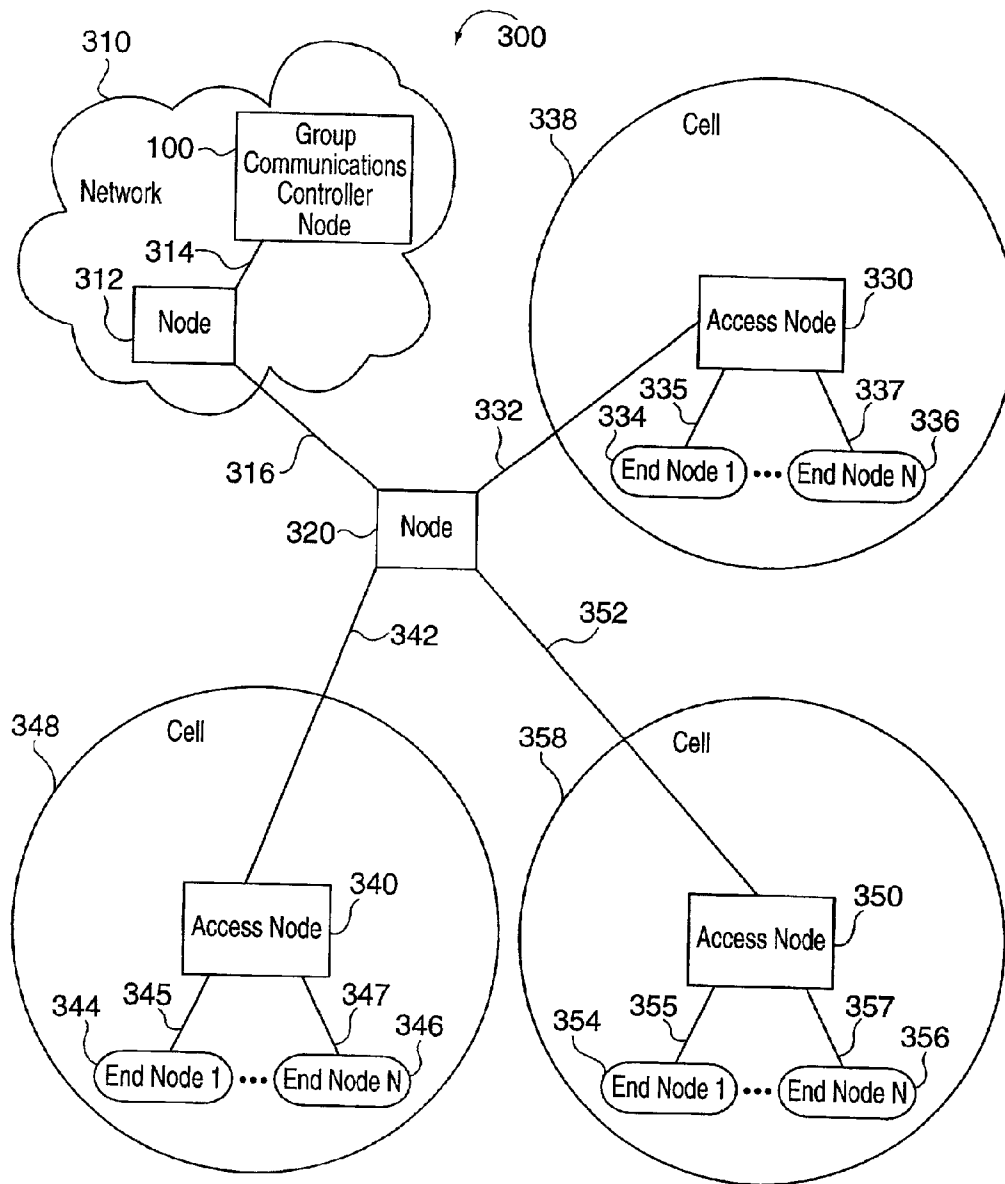 300
310
338
Cell
100
Group
Communications
Controller
Node
Network
314
312
Node
330
Access Node
335
337
334
336
End Node 1
•••
End Node N
332
316
320
Node
342
352
348
Cell
358
Cell
340
Access Node
350
Access Node
345
347
344
346
End Node 1
•••
End Node N
355
357
354
356
End Node 1
•••
End Node N